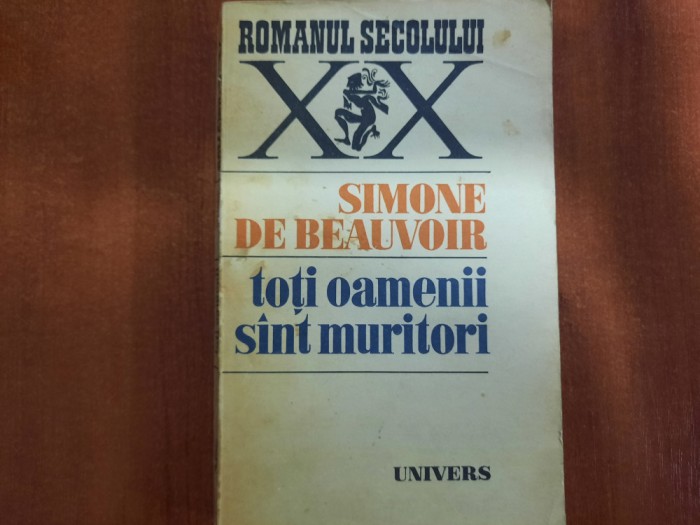 ROMANUL SECOLULUI
XX
SIMONE
DE BEAUVOIR
toți oamenii
sînt muritori
UNIVERS